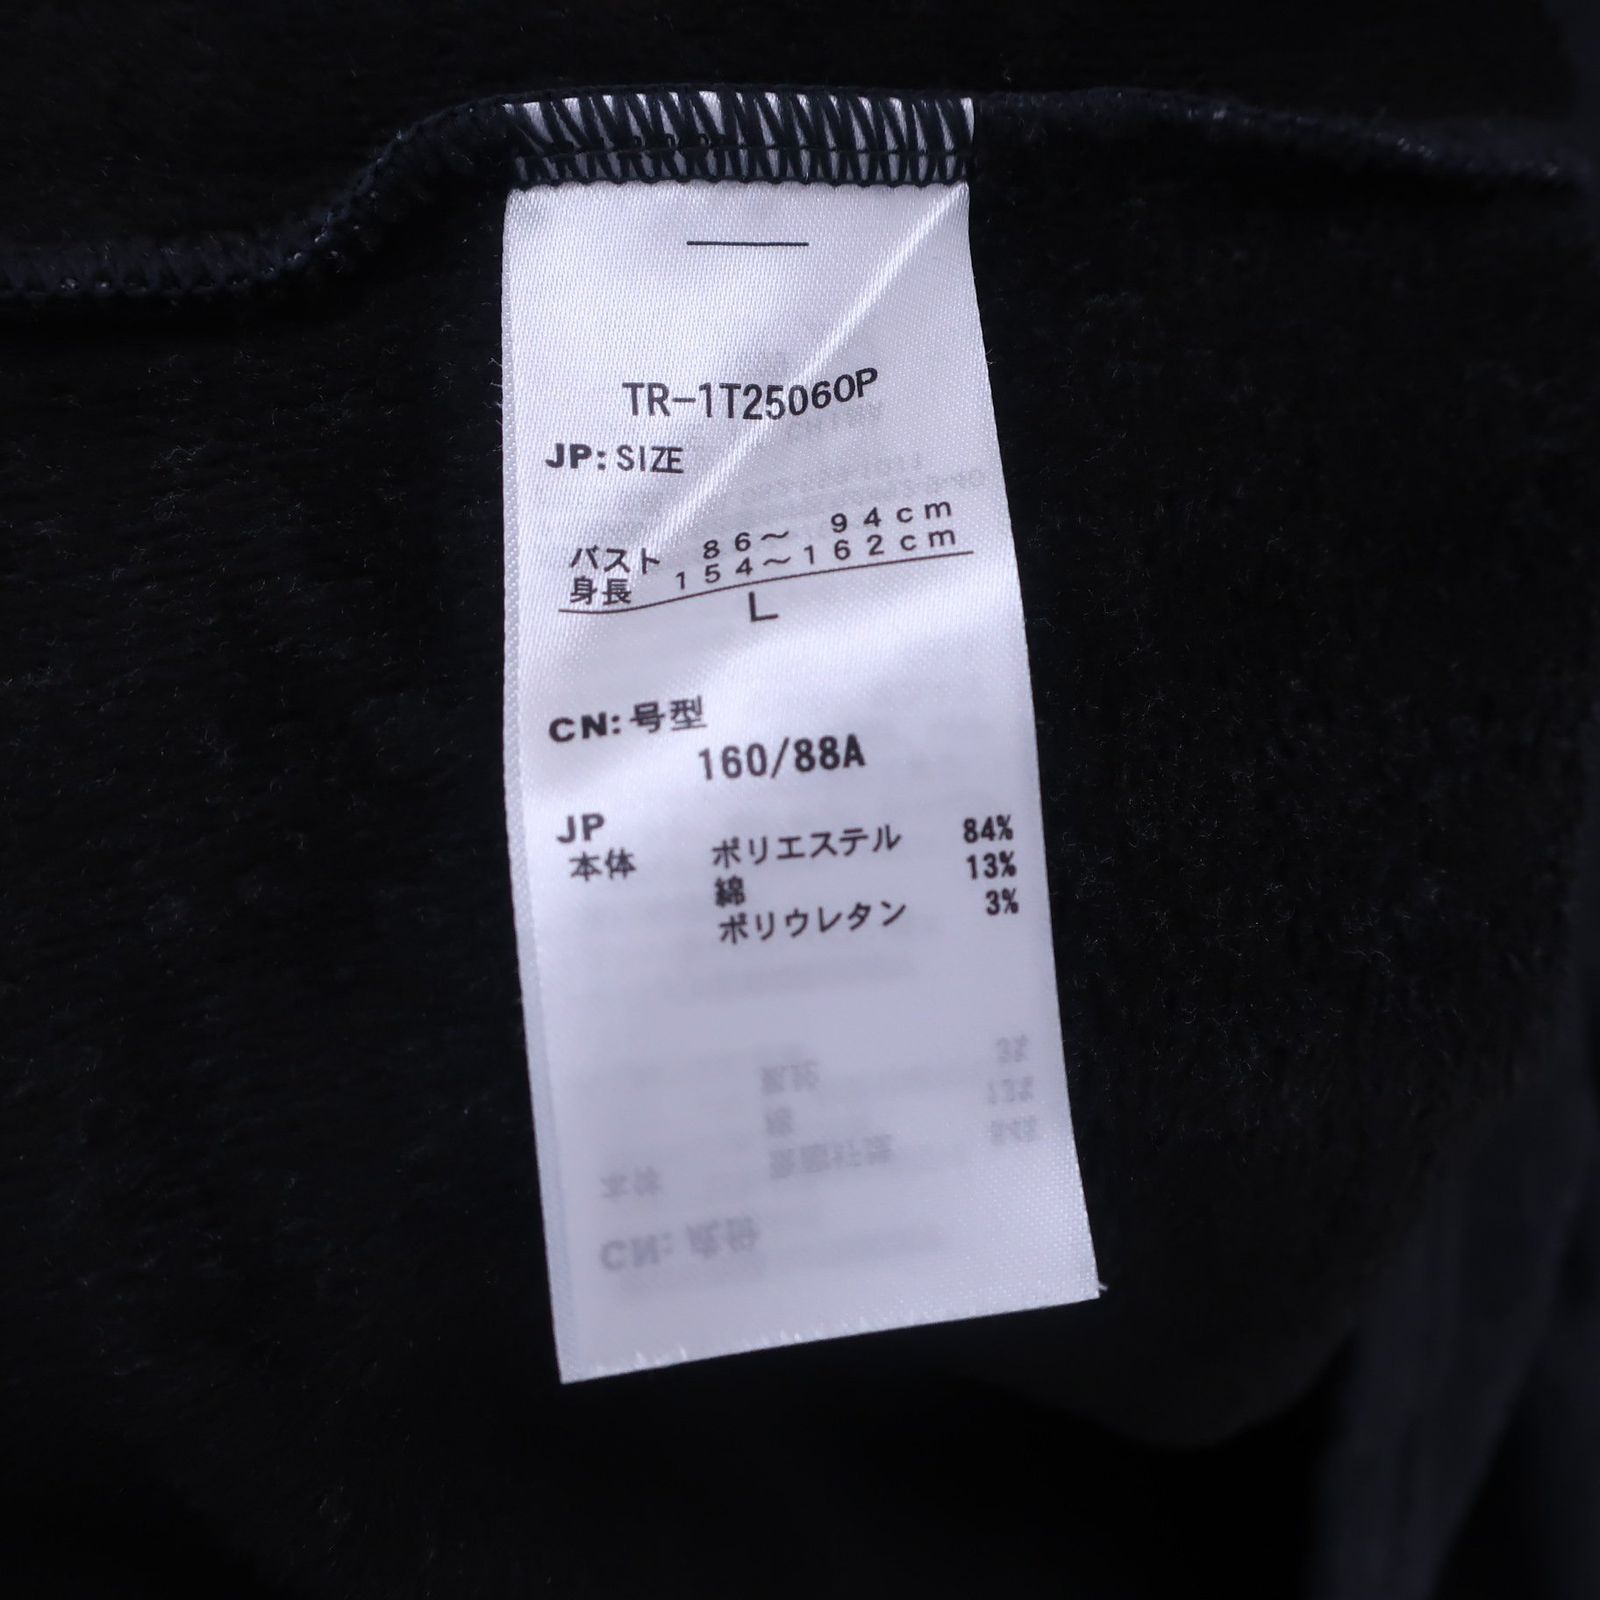 TR-1T25060P
JP:SIZE
バスト 86～ 94cm
身長 154～162cm
L
CN:号型
160/88A
JP
本体 ポリエステル 84%
綿 13%
ポリウレタン 3%